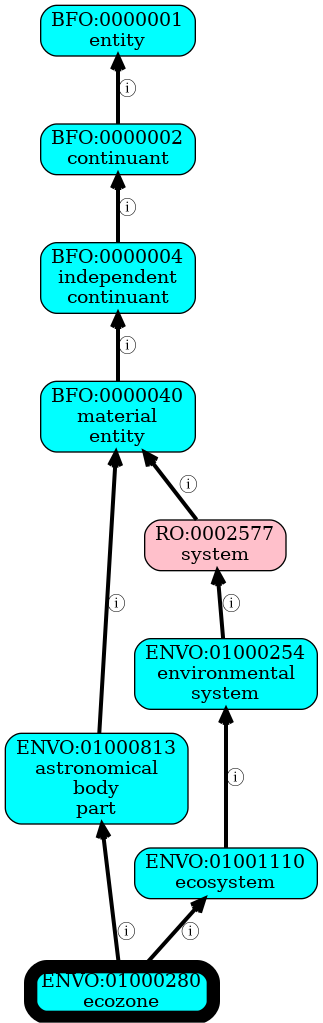 BFO:0000001
entity
ⓘ
BFO:0000002
continuant
ⓘ
BFO:0000004
independent
continuant
ⓘ
BFO:0000040
material
entity
ⓘ
RO:0002577
system
ⓘ
ⓘ
ENVO:01000254
environmental
system
ENVO:01000813
astronomical
body
part
ⓘ
ENVO:01001110
ecosystem
ⓘ
ⓘ
ENVO:01000280
ecozone